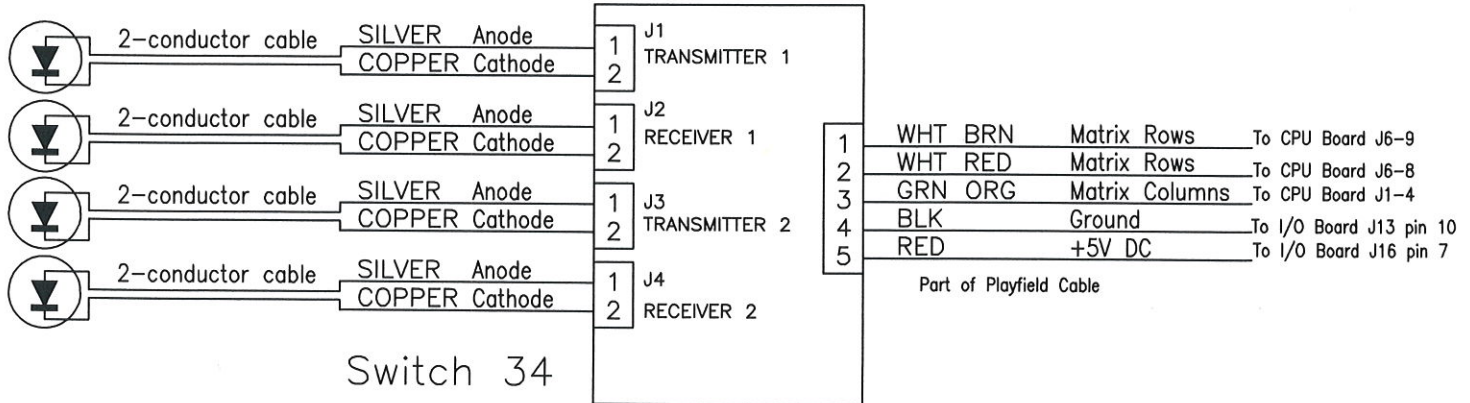 2-conductor cable SILVER Anode
COPPER Cathode
1
2
J1
TRANSMITTER 1
2-conductor cable SILVER Anode
COPPER Cathode
1
2
J2
RECEIVER 1
2-conductor cable SILVER Anode
COPPER Cathode
1
2
J3
TRANSMITTER 2
2-conductor cable SILVER Anode
COPPER Cathode
1
2
J4
RECEIVER 2
Switch 34
1 WHT BRN Matrix Rows To CPU Board J6-9
2 WHT RED Matrix Rows To CPU Board J6-8
3 GRN ORG Matrix Columns To CPU Board J1-4
4 BLK Ground To I/O Board J13 pin 10
5 RED +5V DC To I/O Board J16 pin 7
Part of Playfield Cable